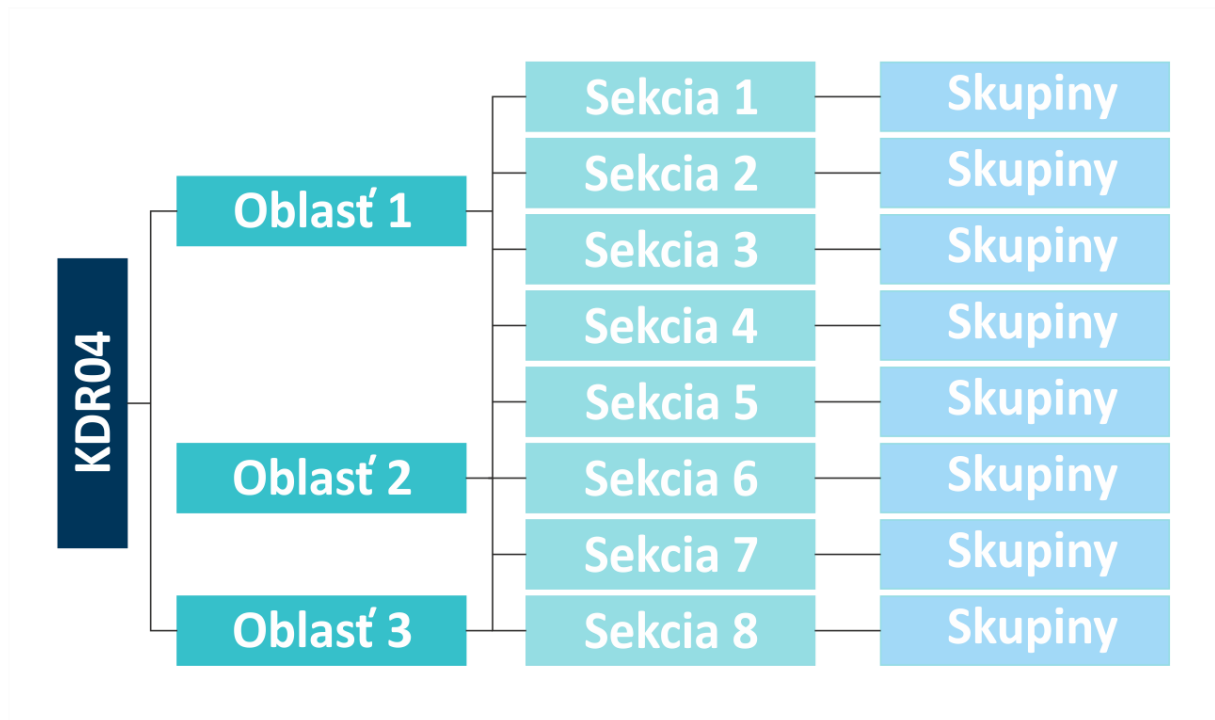 KDR04
Oblasť 1
Oblasť 2
Oblasť 3
Sekcia 1
Sekcia 2
Sekcia 3
Sekcia 4
Sekcia 5
Sekcia 6
Sekcia 7
Sekcia 8
Skupiny
Skupiny
Skupiny
Skupiny
Skupiny
Skupiny
Skupiny
Skupiny